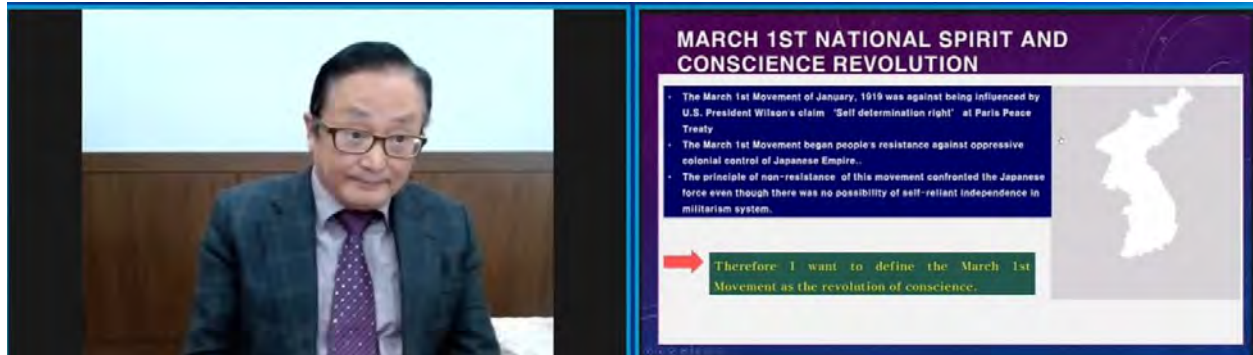 MARCH 1ST NATIONAL SPIRIT AND
CONSCIENCE REVOLUTION
• The March 1st Movement of January, 1919 was against being influenced by
U.S. President Wilson's claim 'Self determination right' at Paris Peace
Treaty
• The March 1st Movement began people's resistance against oppressive
colonial control of Japanese Empire..
• The principle of non-resistance of this movement confronted the Japanese
force even though there was no possibility of self-reliant independence in
militarism system.
Therefore I want to define the March 1st
Movement as the revolution of conscience.